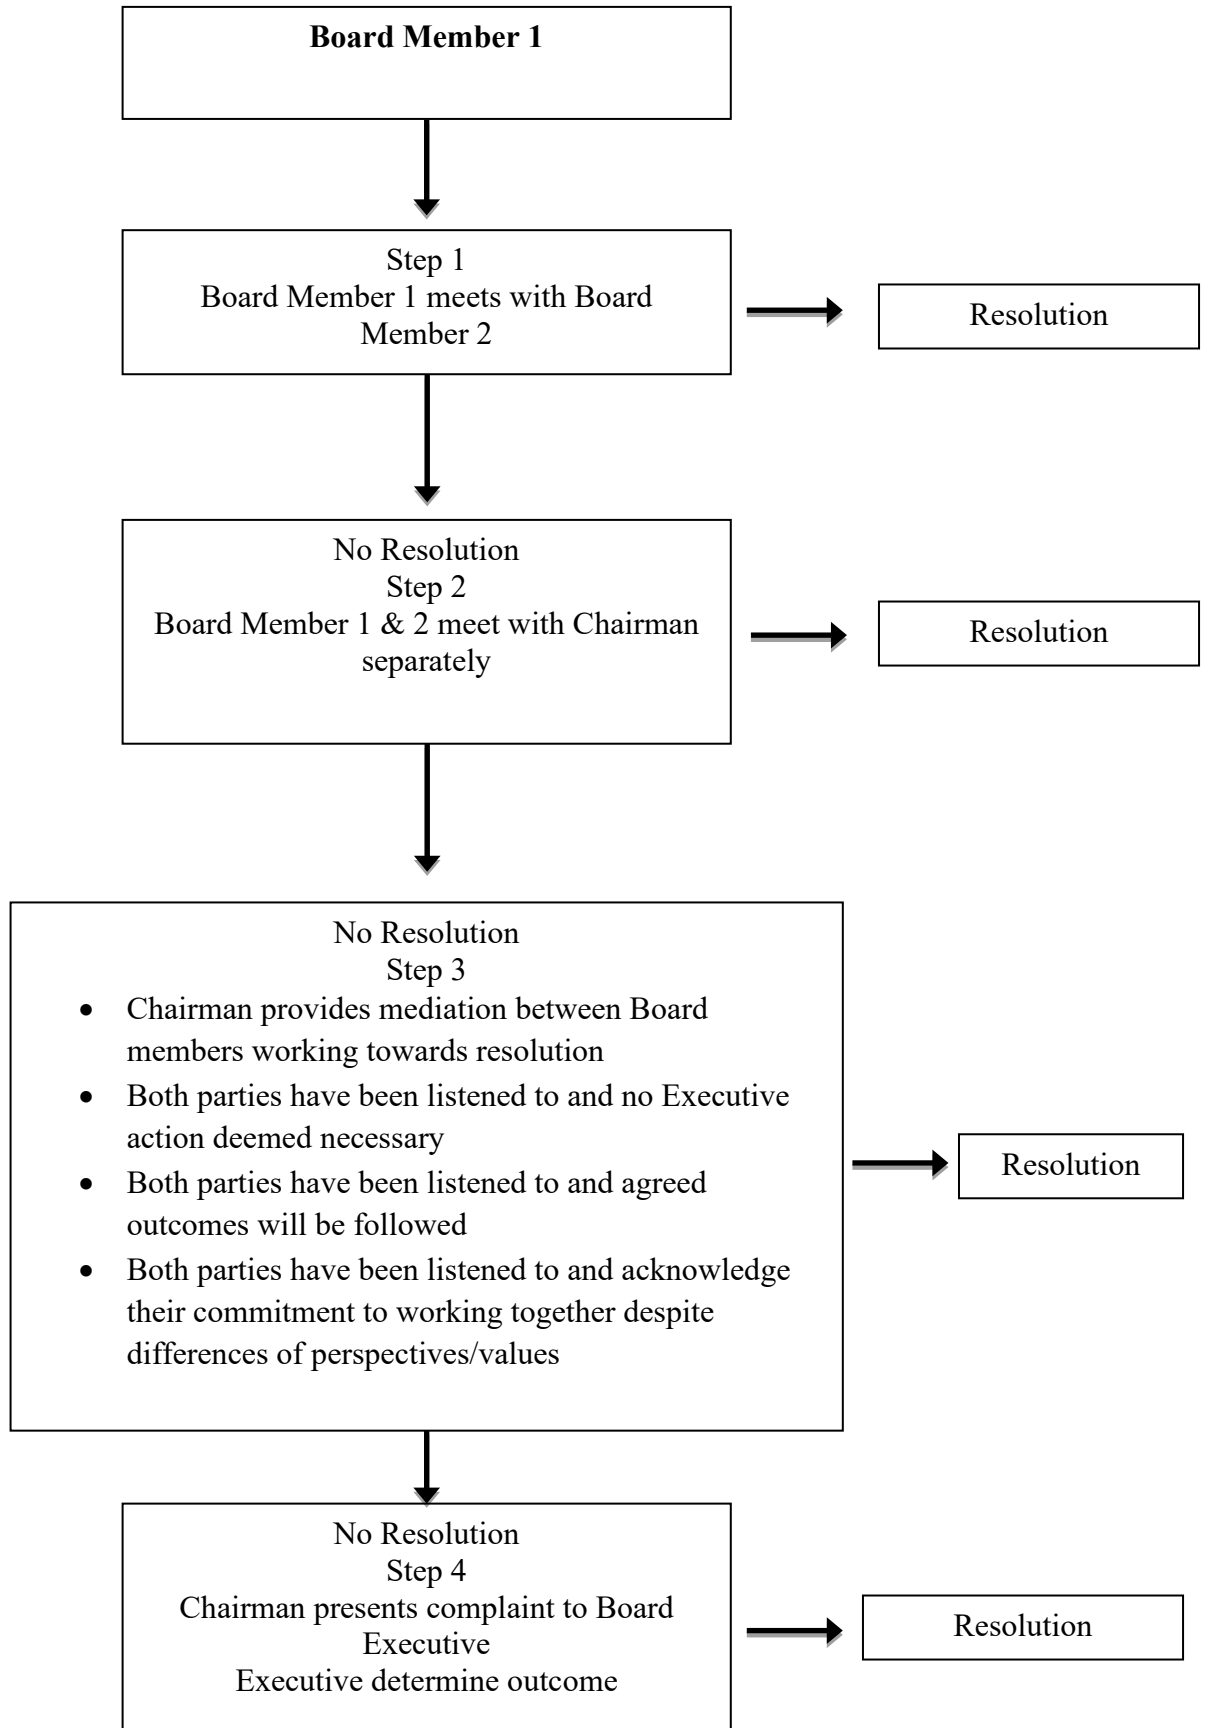 Board Member 1
Step 1
Board Member 1 meets with Board
Member 2
Resolution
No Resolution
Step 2
Board Member 1 & 2 meet with Chairman
separately
Resolution
No Resolution
Step 3
• Chairman provides mediation between Board
members working towards resolution
• Both parties have been listened to and no Executive
action deemed necessary
• Both parties have been listened to and agreed
outcomes will be followed
• Both parties have been listened to and acknowledge
their commitment to working together despite
differences of perspectives/values
Resolution
No Resolution
Step 4
Chairman presents complaint to Board
Executive
Executive determine outcome
Resolution